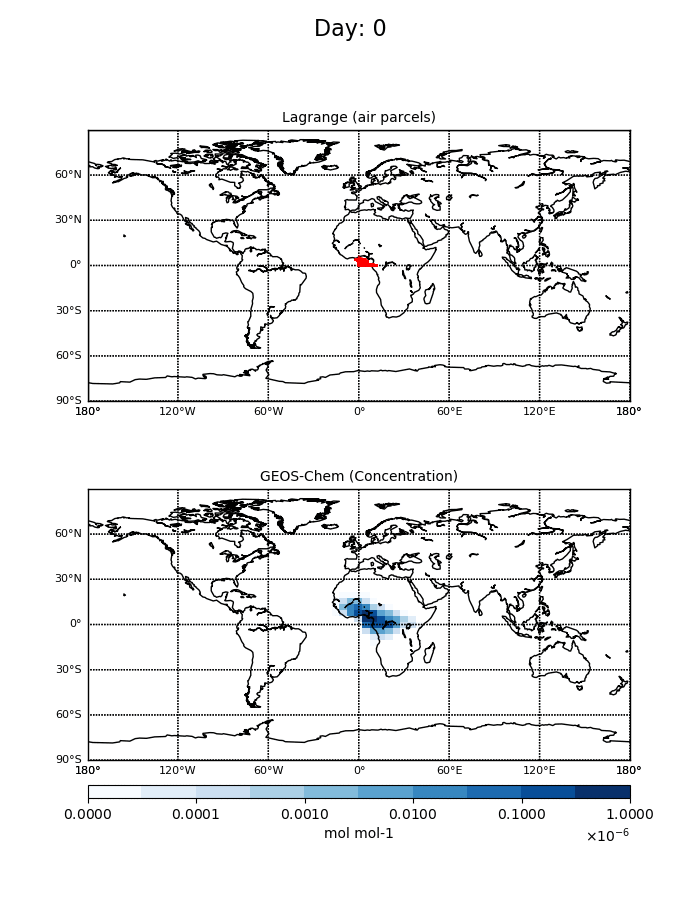 Day: 0
Lagrange (air parcels)
60°N
30°N
0°
30°S
60°S
90°S
180° 120°W 60°W 0° 60°E 120°E 180°
GEOS-Chem (Concentration)
60°N
30°N
0°
30°S
60°S
90°S
180° 120°W 60°W 0° 60°E 120°E 180°
0.0000 0.0001 0.0010 0.0100 0.1000 1.0000
mol mol-1 ×10⁻⁶